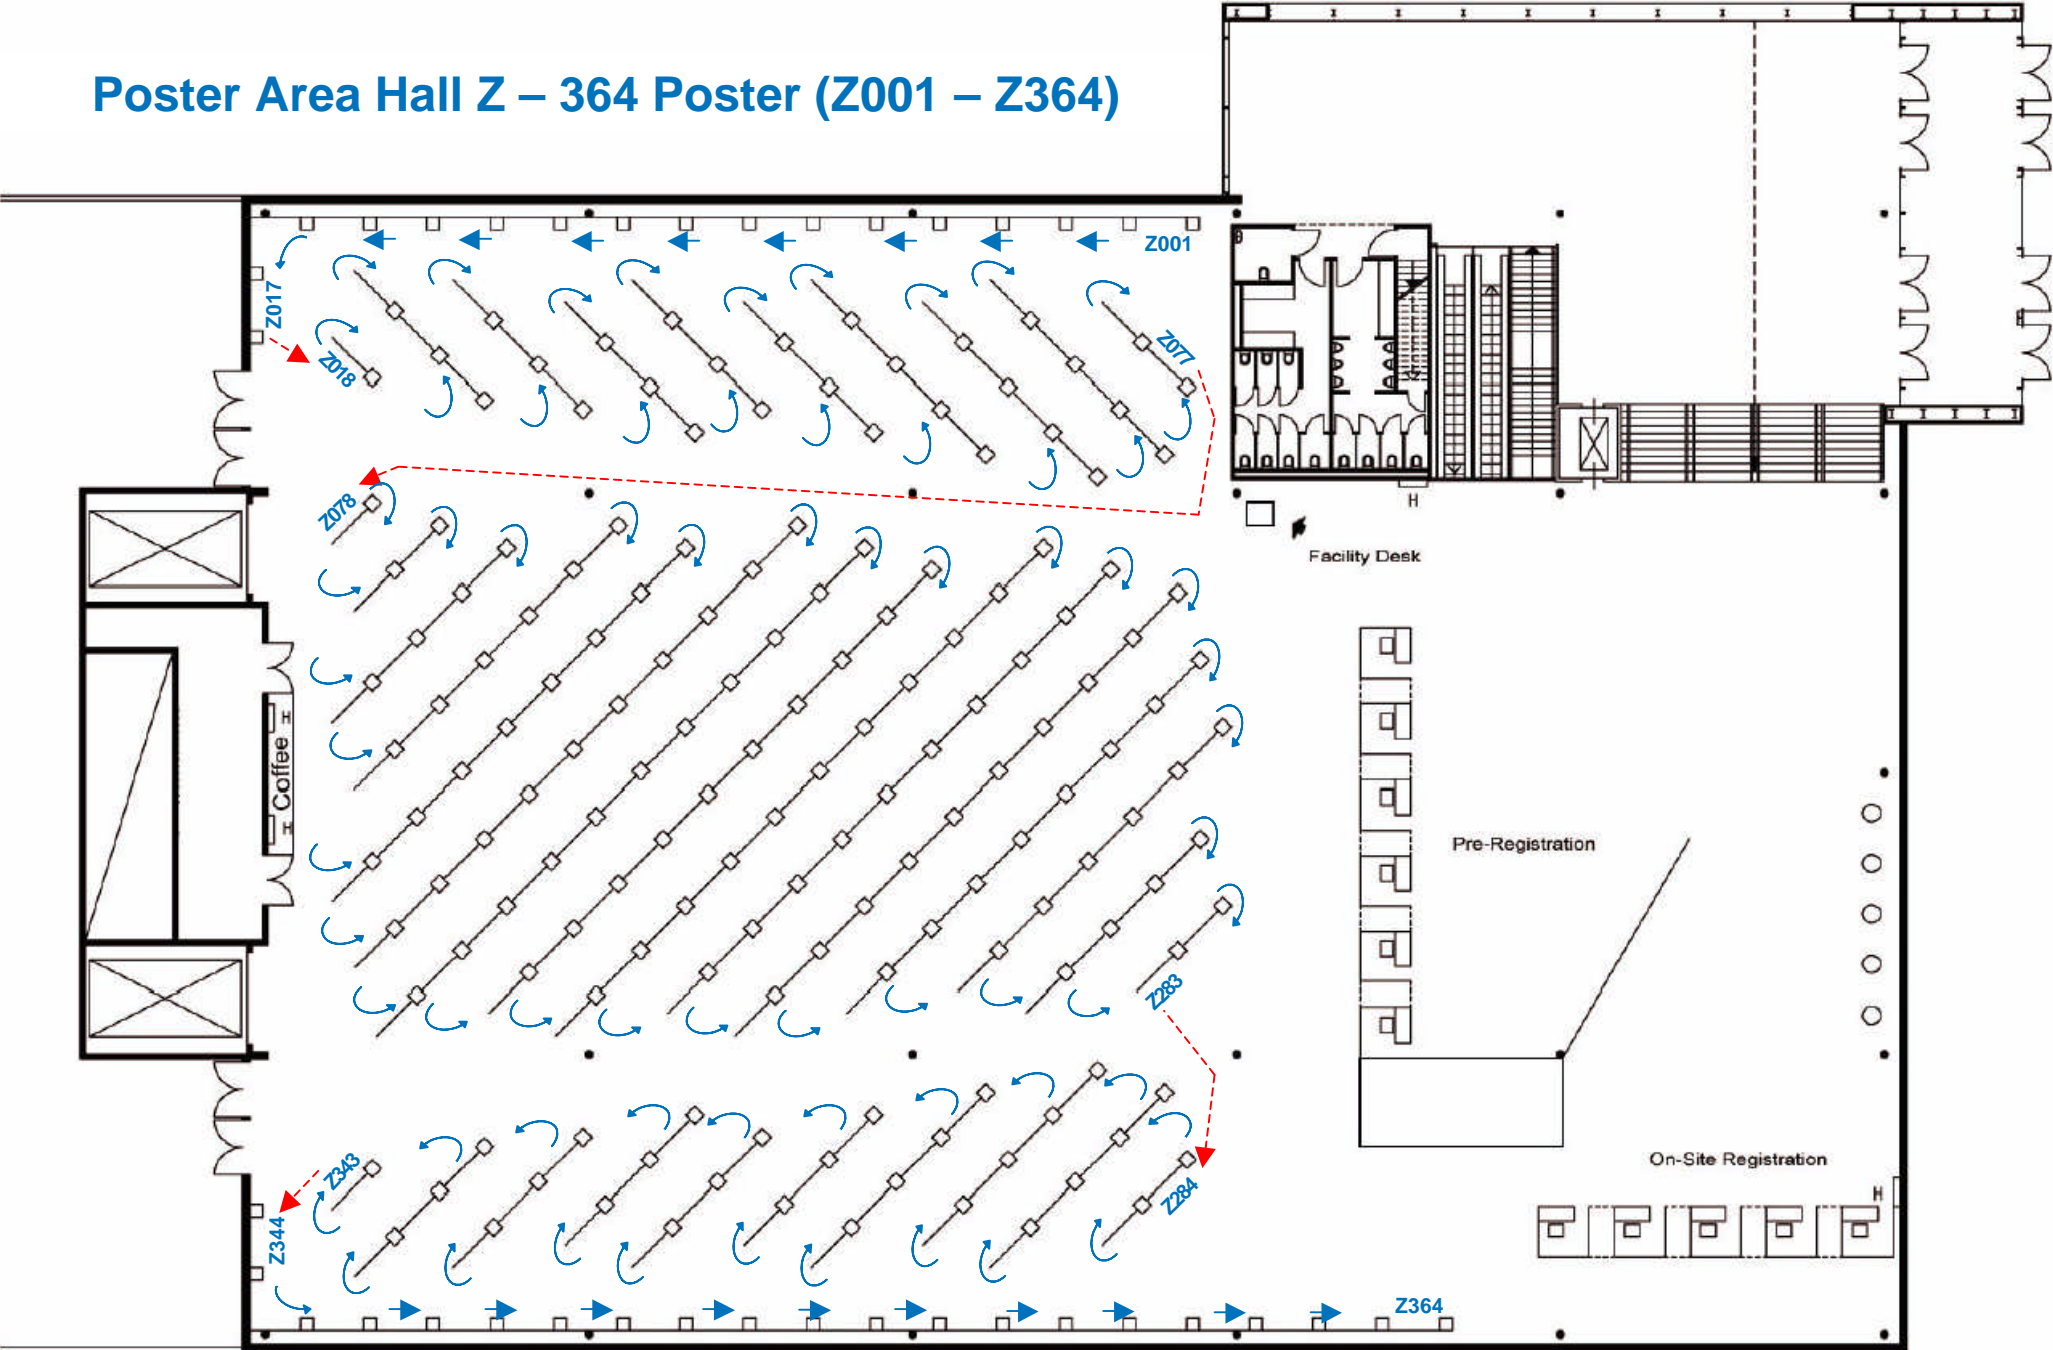 Poster Area Hall Z – 364 Poster (Z001 – Z364)
Z001
Z017
Z018
Z077
Z078
H
Facility Desk
H
Coffee
H
Pre-Registration
Z283
On-Site Registration
Z343
Z284
H
Z344
Z364